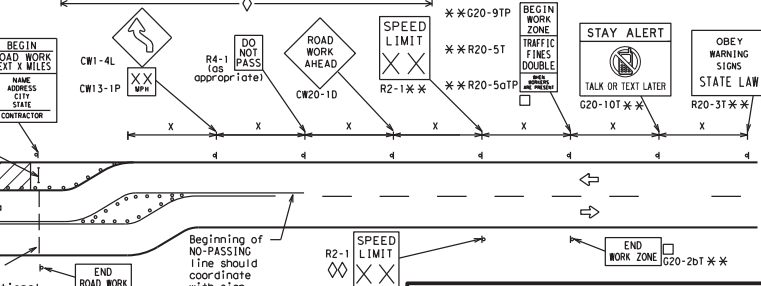 BEGIN
ROAD WORK
NEXT X MILES
NAME
ADDRESS
CITY
STATE
CONTRACTOR
CW1-4L
CW13-1P
XX
MPH
R4-1
(as
appropriate)
DO
NOT
PASS
ROAD
WORK
AHEAD
CW20-1D
SPEED
LIMIT
XX
R2-1**
**G20-9TP
**R20-5T
**R20-5aTP
BEGIN
WORK
ZONE
TRAFFIC
FINES
DOUBLE
WHEN
WORKERS
ARE PRESENT
STAY ALERT
TALK OR TEXT LATER
G20-10T**
OBEY
WARNING
SIGNS
STATE LAW
R20-3T**
X X X X X X X
Beginning of
NO-PASSING
line should
coordinate
with sign
R2-1
SPEED
LIMIT
XX
END
WORK ZONE
G20-2bT**
END
ROAD WORK